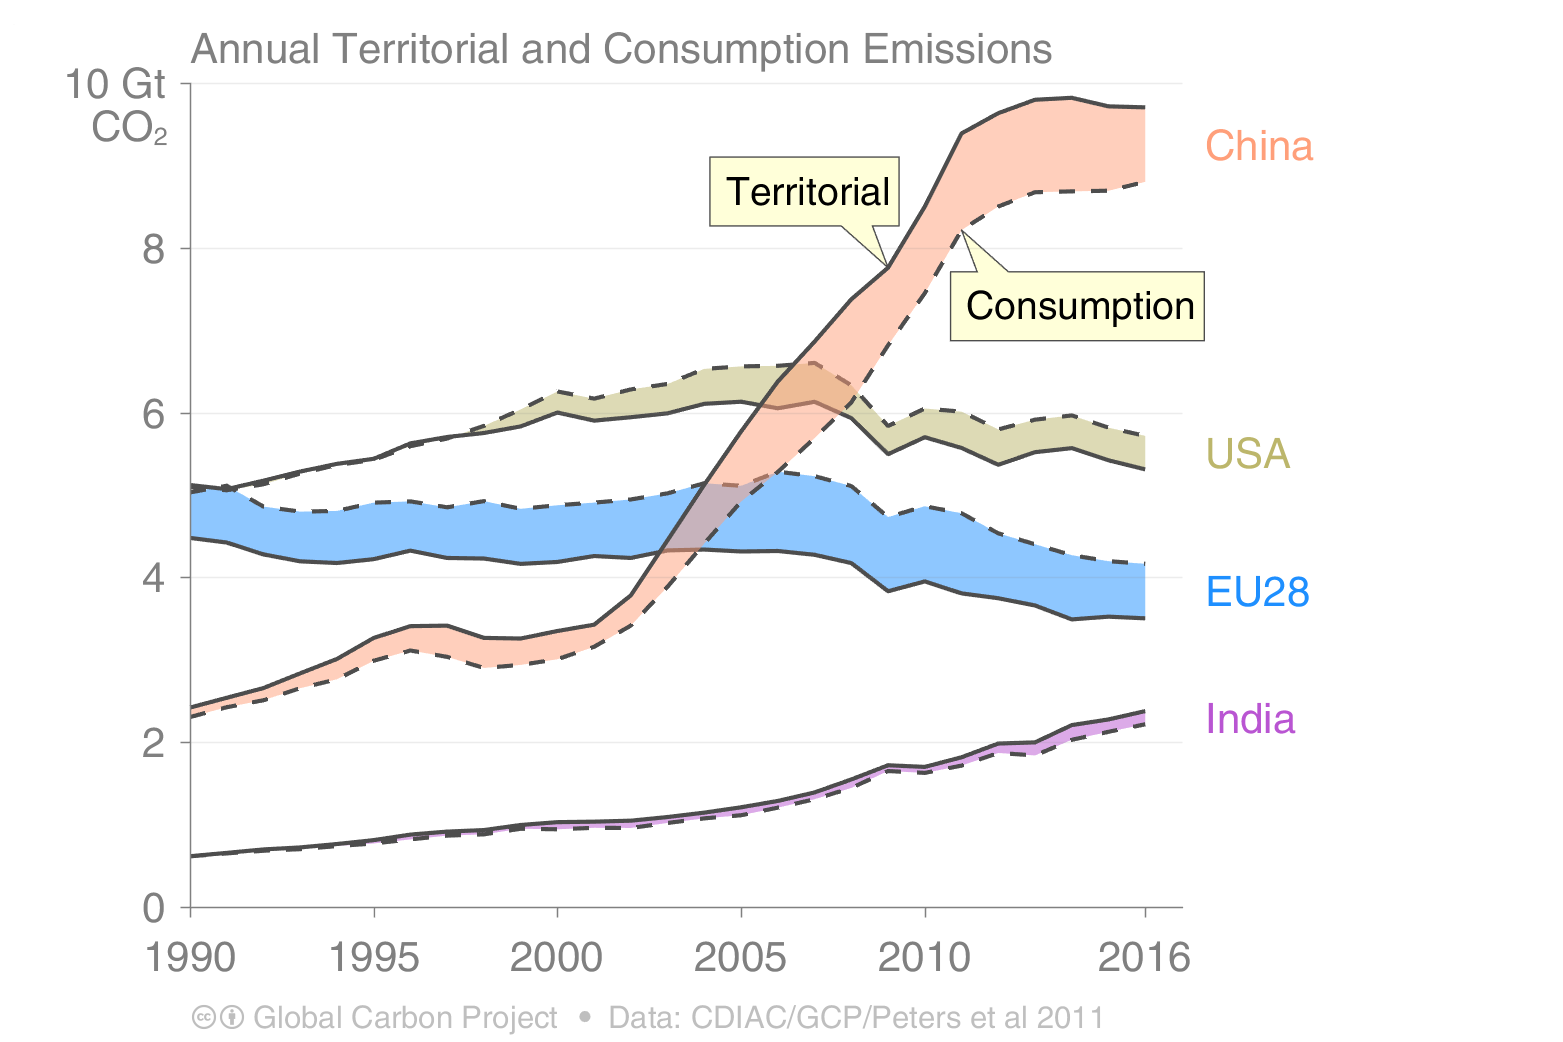 Annual Territorial and Consumption Emissions
10 Gt
CO₂
8
6
4
2
0
Territorial
Consumption
China
USA
EU28
India
1990 1995 2000 2005 2010 2016
cc Global Carbon Project • Data: CDIAC/GCP/Peters et al 2011